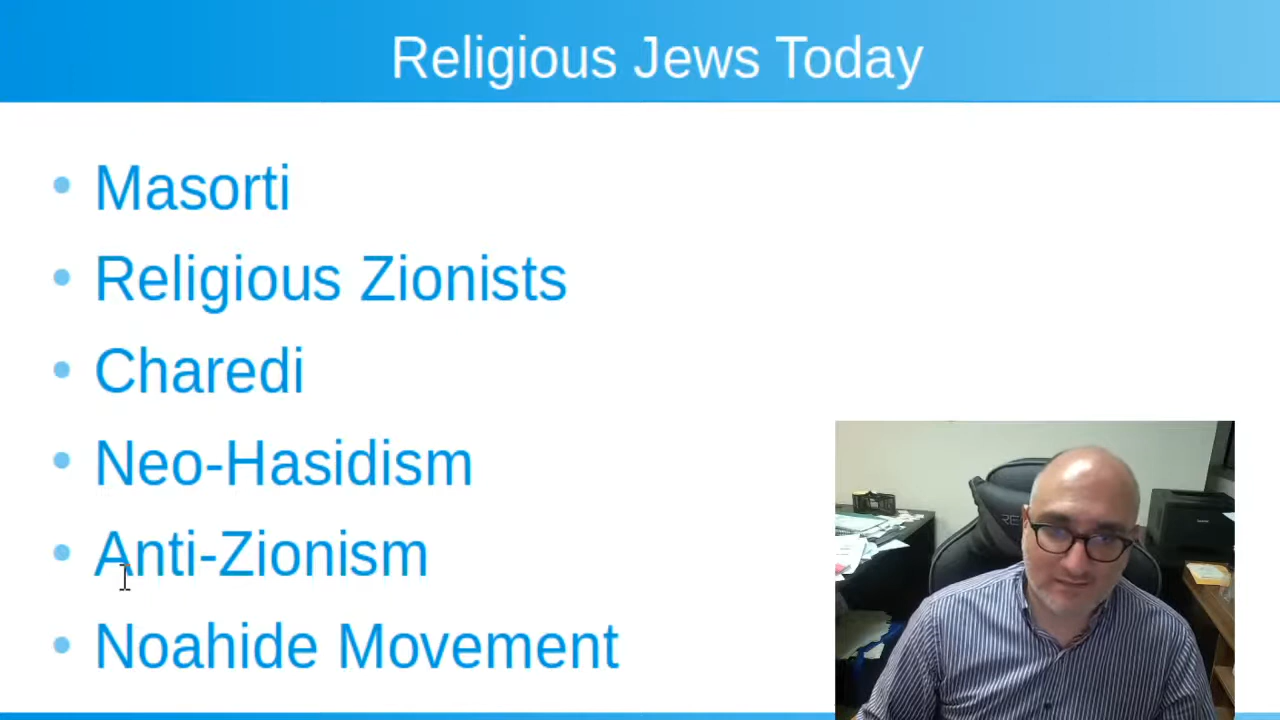 Religious Jews Today
• Masorti
• Religious Zionists
• Charedi
• Neo-Hasidism
• Anti-Zionism
• Noahide Movement